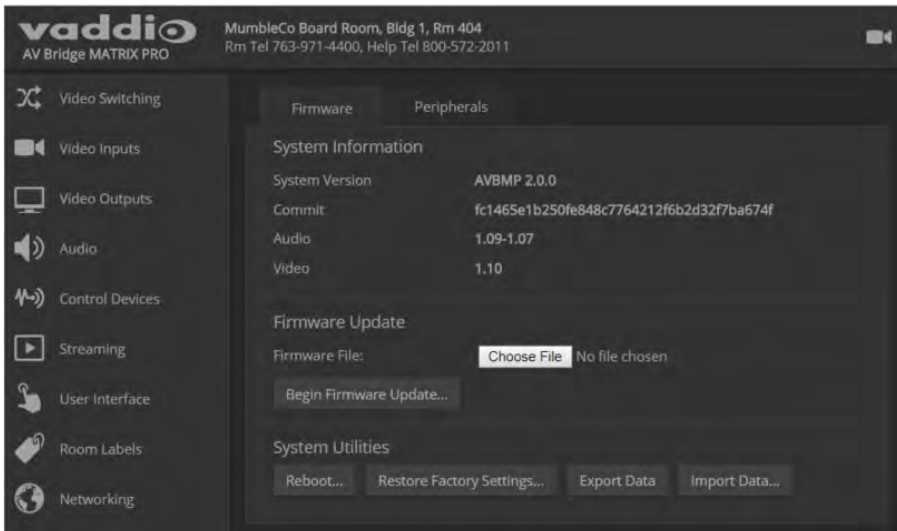 vaddio
AV Bridge MATRIX PRO
MumbleCo Board Room, Bldg 1, Rm 404
Rm Tel 763-971-4400, Help Tel 800-572-2011
Video Switching
Video Inputs
Video Outputs
Audio
Control Devices
Streaming
User Interface
Room Labels
Networking
Firmware
Peripherals
System Information
System Version AVBMP 2.0.0
Commit fc1465e1b250fe848c7764212f6b2d32f7ba674f
Audio 1.09-1.07
Video 1.10
Firmware Update
Firmware File: Choose File No file chosen
Begin Firmware Update...
System Utilities
Reboot... Restore Factory Settings... Export Data Import Data...